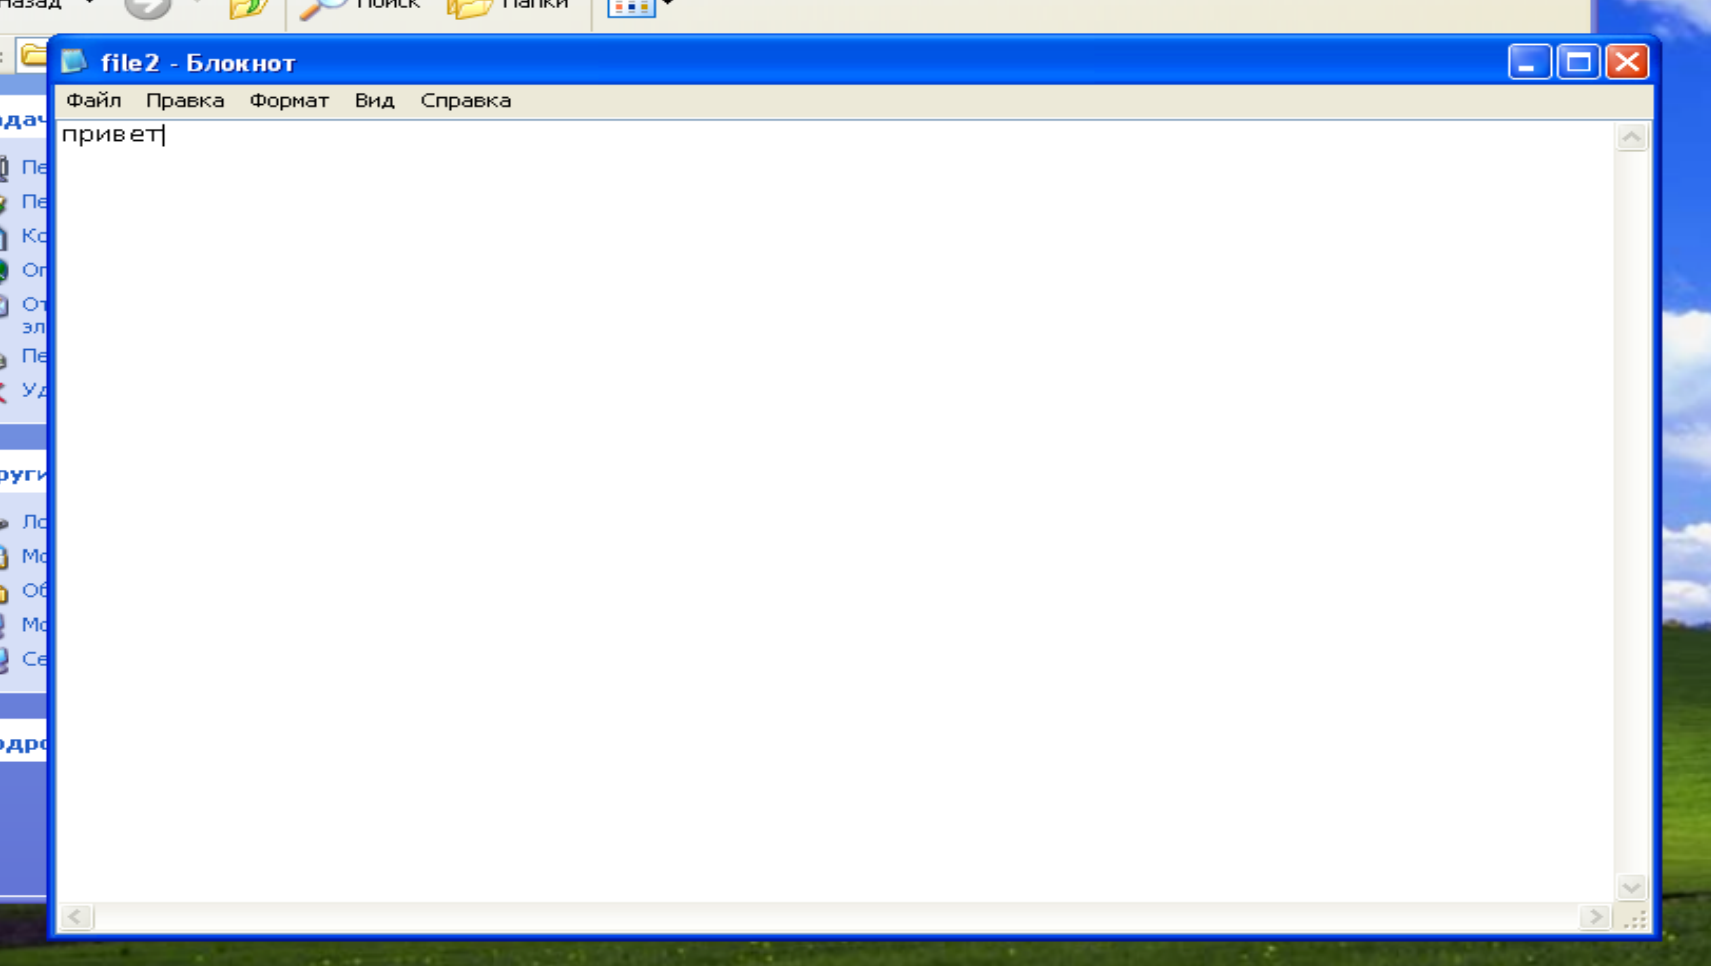 Назад
Поиск
Папки
file2 - Блокнот
Файл Правка Формат Вид Справка
привет